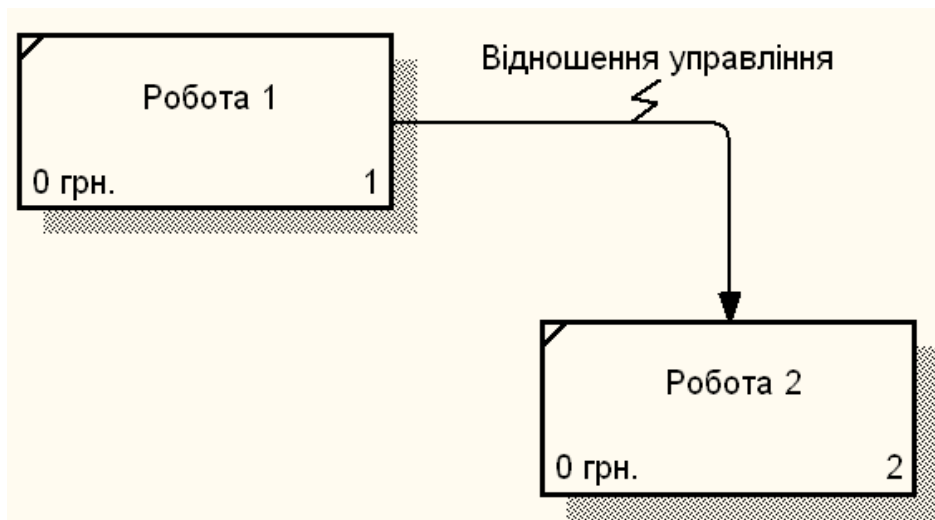 Відношення управління
Робота 1
0 грн. 1
Робота 2
0 грн. 2